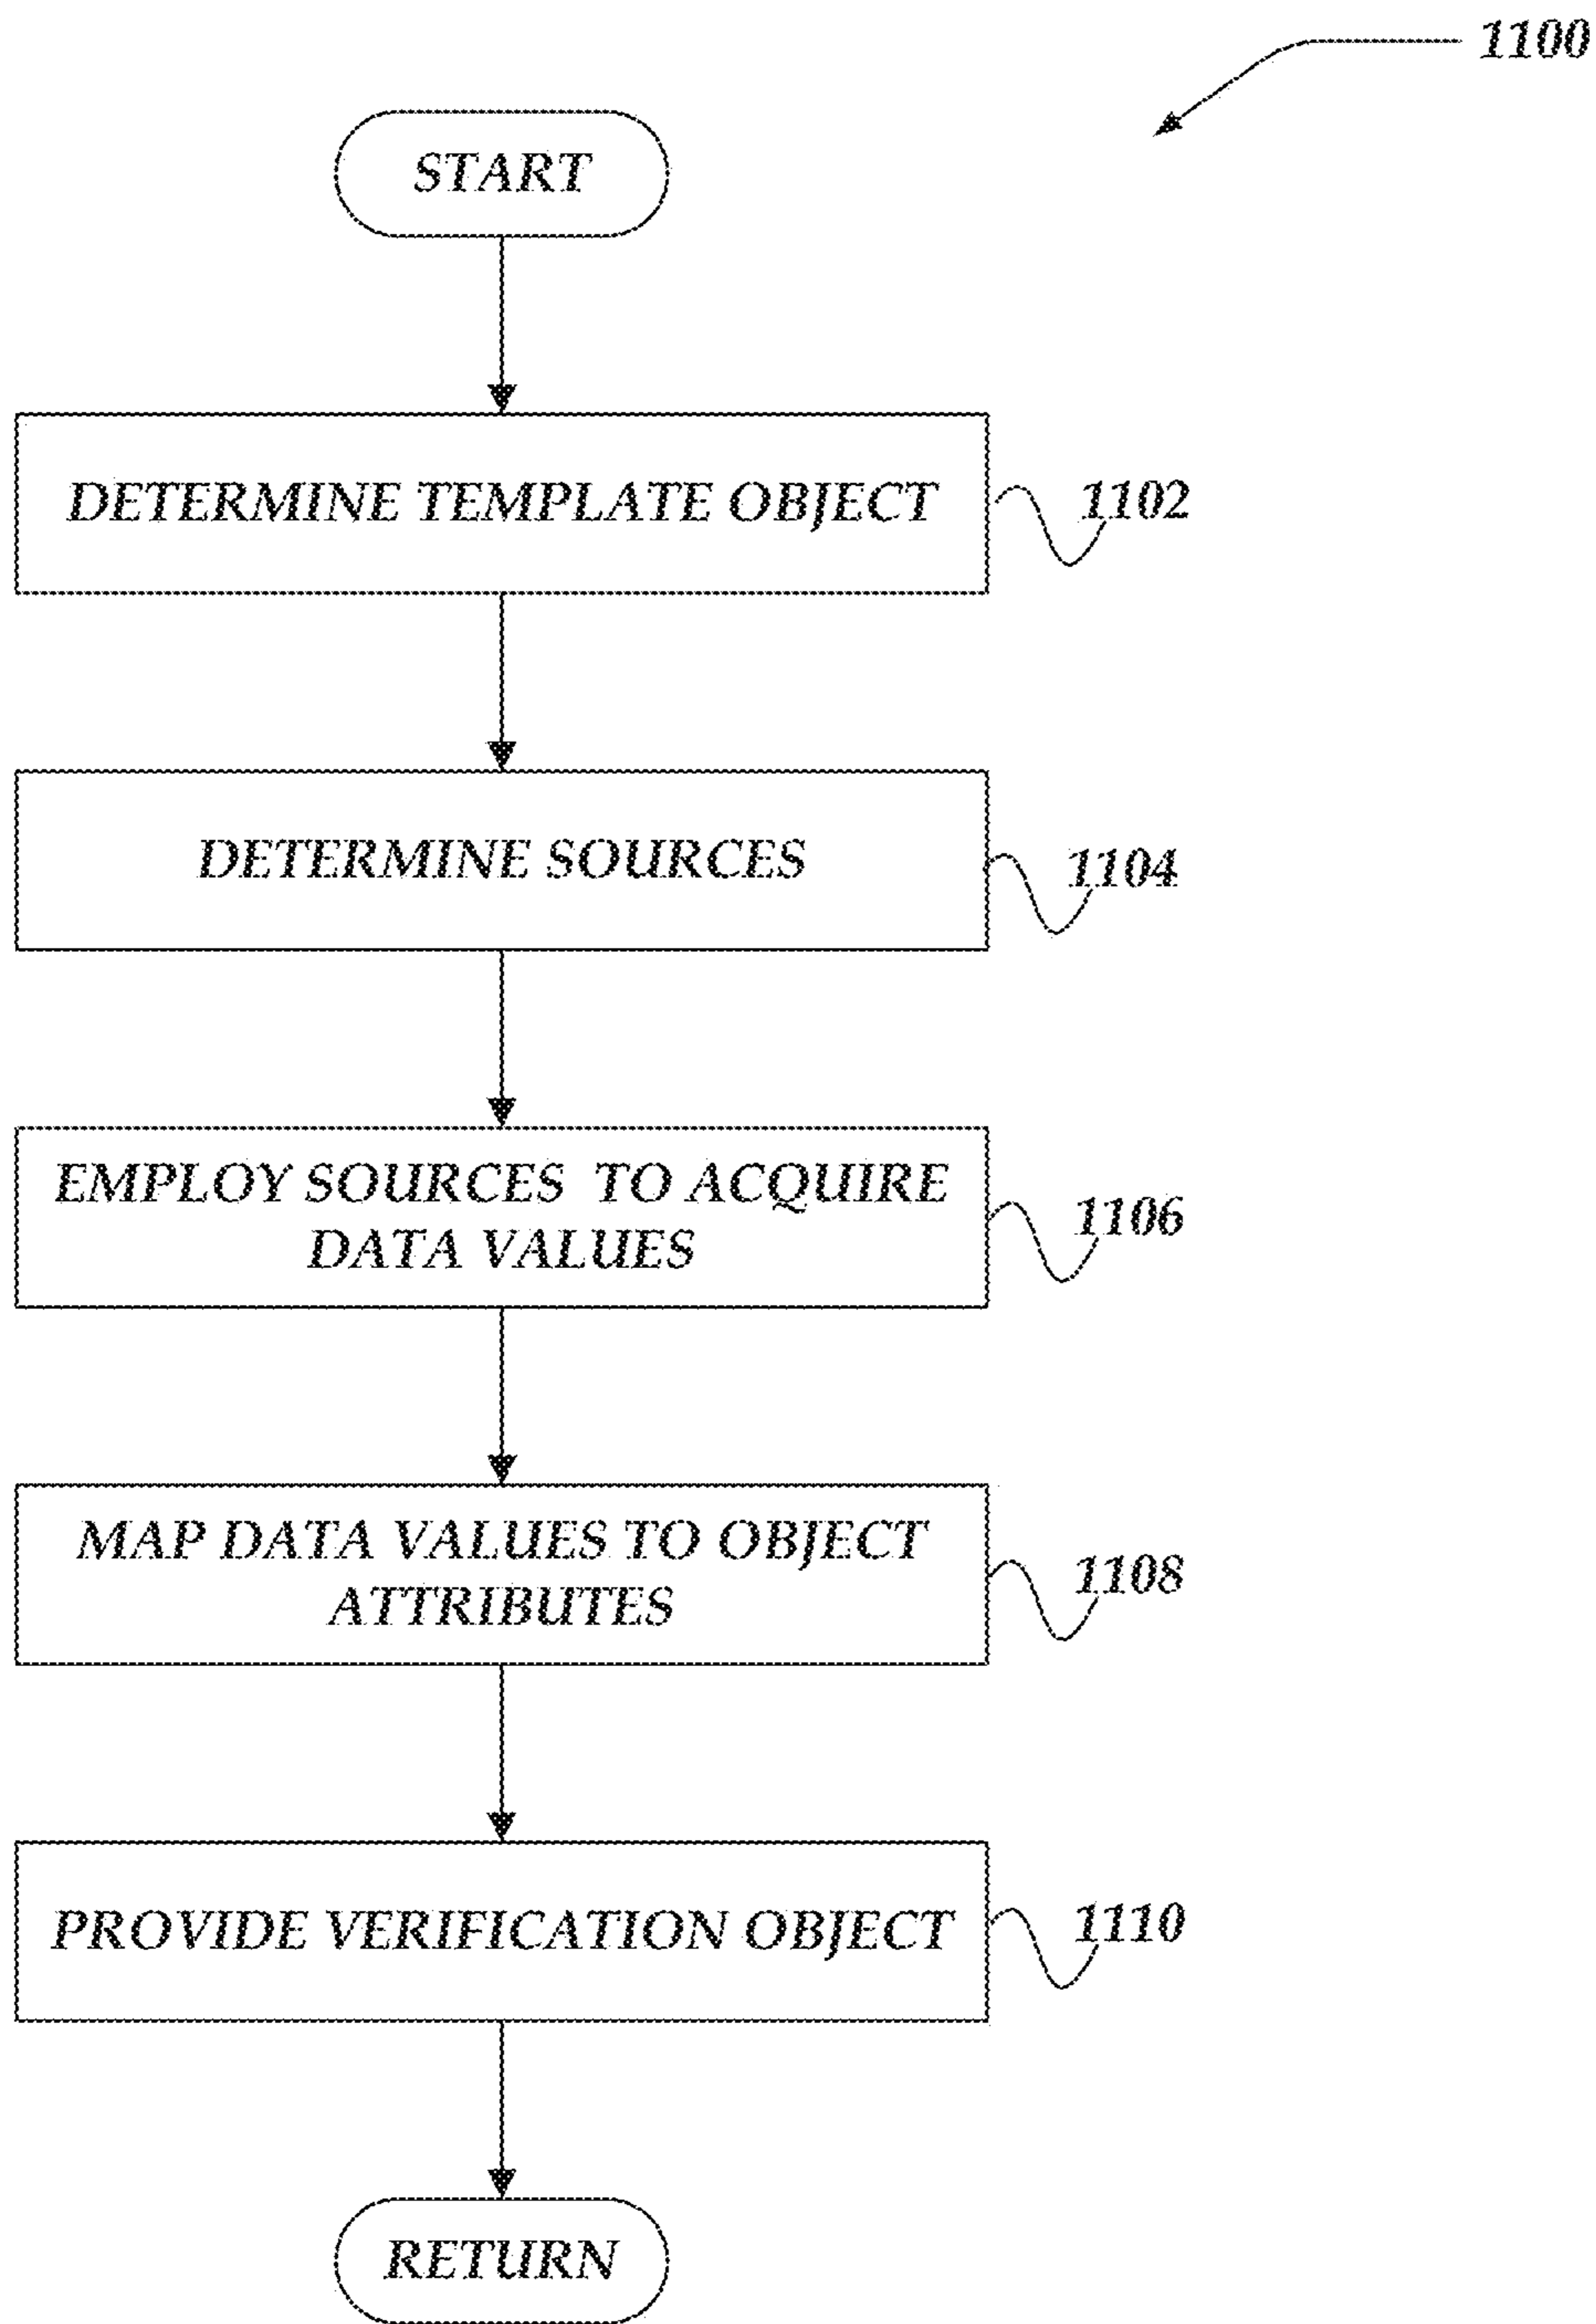 1100
START
DETERMINE TEMPLATE OBJECT
1102
DETERMINE SOURCES
1104
EMPLOY SOURCES TO ACQUIRE
DATA VALUES
1106
MAP DATA VALUES TO OBJECT
ATTRIBUTES
1108
PROVIDE VERIFICATION OBJECT
1110
RETURN